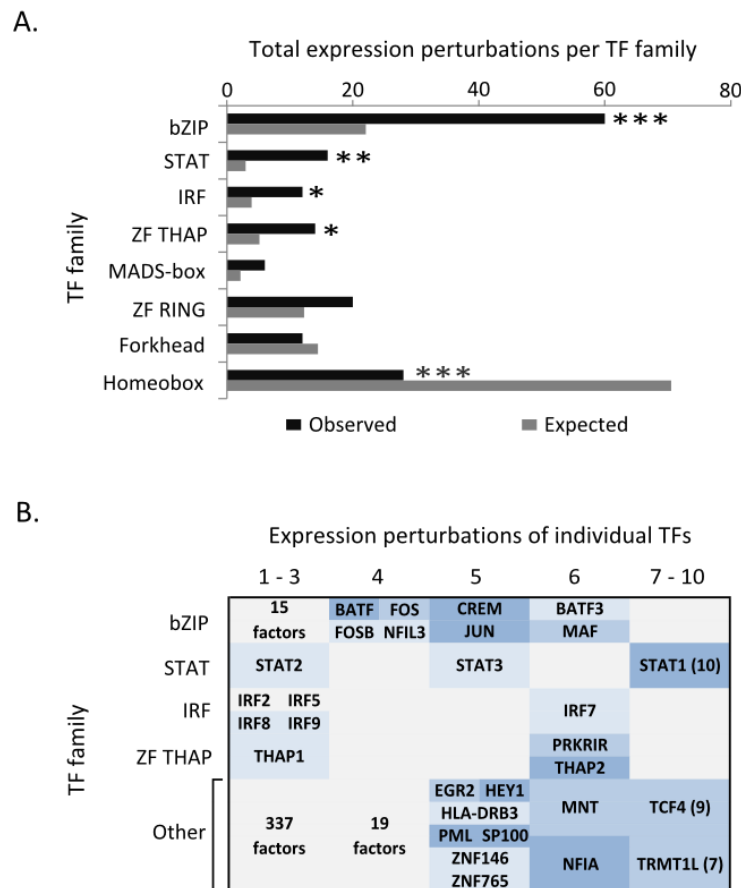 A.
Total expression perturbations per TF family
0 20 40 60 80
TF family
bZIP ***
STAT **
IRF *
ZF THAP *
MADS-box
ZF RING
Forkhead
Homeobox ***
Observed Expected
B.
Expression perturbations of individual TFs
1 - 3 4 5 6 7 - 10
TF family
bZIP
15
factors
BATF FOS
FOSB NFIL3
CREM
JUN
BATF3
MAF
STAT
STAT2
STAT3
STAT1 (10)
IRF
IRF2 IRF5
IRF8 IRF9
IRF7
ZF THAP
THAP1
PRKRIR
THAP2
Other
337
factors
19
factors
EGR2 HEY1
HLA-DRB3
PML SP100
ZNF146
ZNF765
MNT
NFIA
TCF4 (9)
TRMT1L (7)